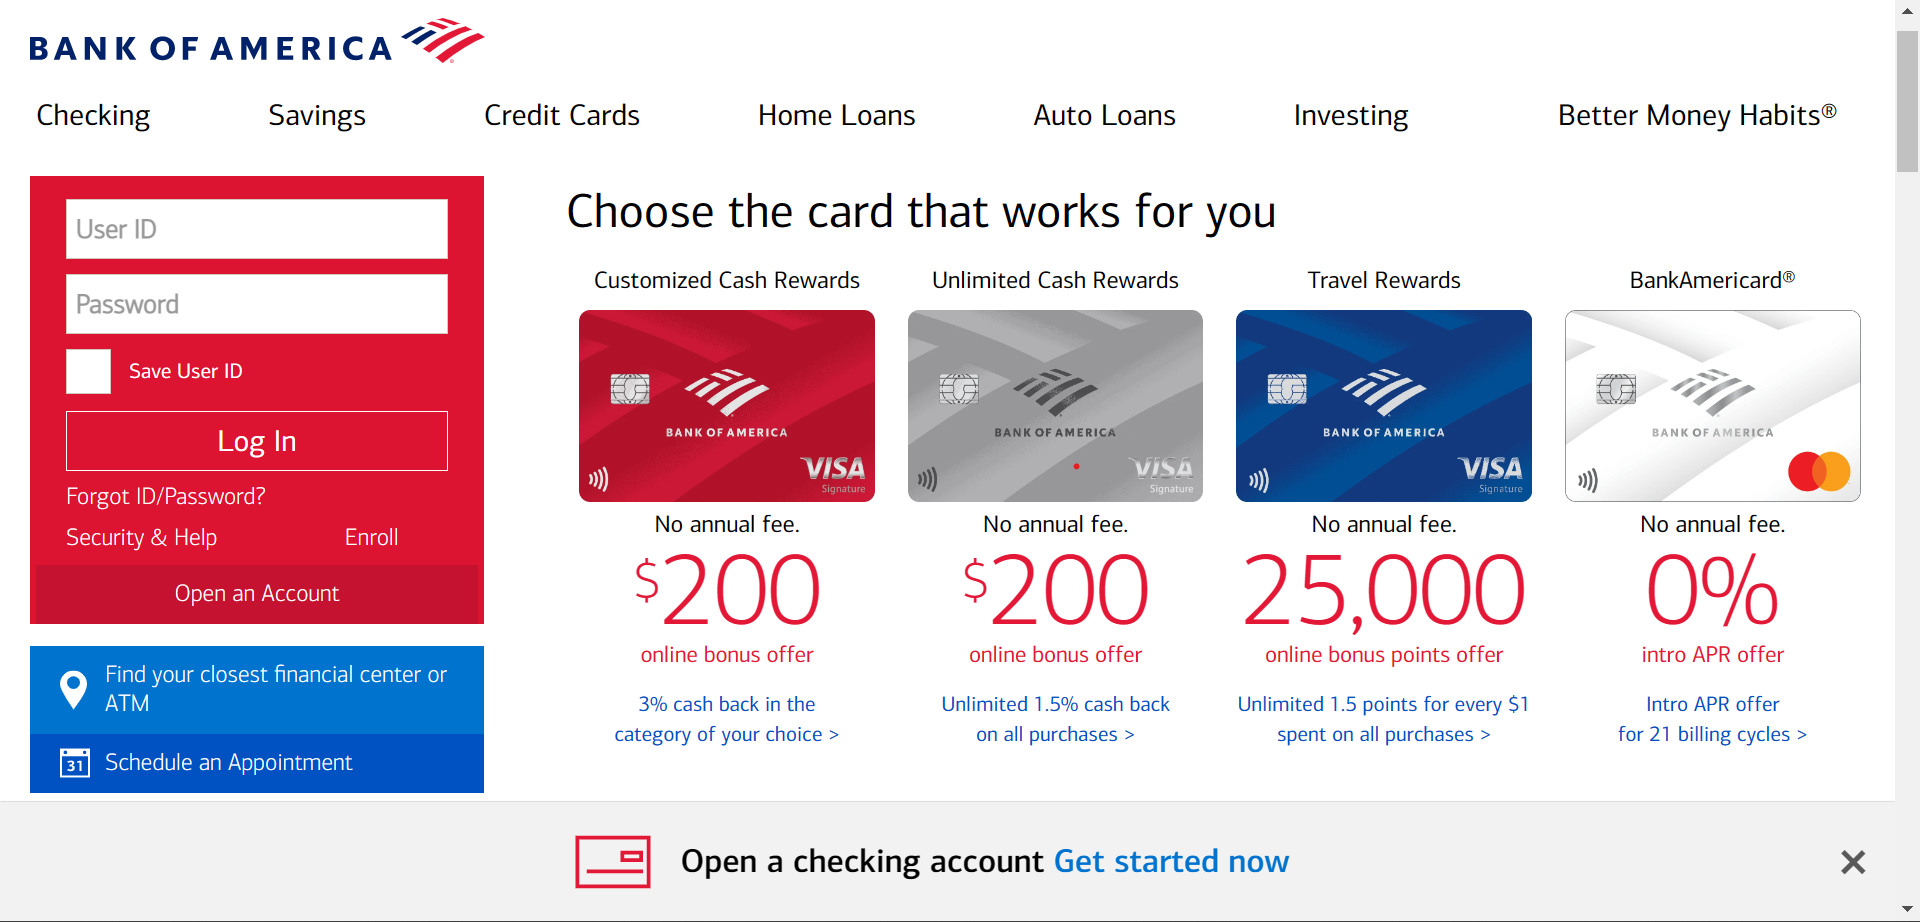 BANK OF AMERICA
Checking
Savings
Credit Cards
Home Loans
Auto Loans
Investing
Better Money Habits®
User ID
Password
Save User ID
Log In
Forgot ID/Password?
Security & Help
Enroll
Open an Account
Find your closest financial center or
ATM
31
Schedule an Appointment
Choose the card that works for you
Customized Cash Rewards
BANK OF AMERICA
VISA
Signature
No annual fee.
$200
online bonus offer
3% cash back in the
category of your choice >
Unlimited Cash Rewards
BANK OF AMERICA
VISA
Signature
No annual fee.
$200
online bonus offer
Unlimited 1.5% cash back
on all purchases >
Travel Rewards
BANK OF AMERICA
VISA
Signature
No annual fee.
25,000
online bonus points offer
Unlimited 1.5 points for every $1
spent on all purchases >
BankAmericard®
BANK OF AMERICA
No annual fee.
0%
intro APR offer
Intro APR offer
for 21 billing cycles >
Open a checking account Get started now